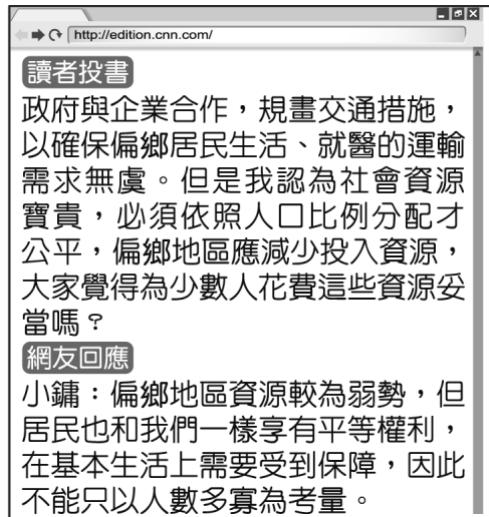 http://edition.cnn.com/
讀者投書
政府與企業合作，規畫交通措施，
以確保偏鄉居民生活、就醫的運輸
需求無虞。但是我認為社會資源
寶貴，必須依照人口比例分配才
公平，偏鄉地區應減少投入資源，
大家覺得為少數人花費這些資源妥
當嗎？
網友回應
小鏞：偏鄉地區資源較為弱勢，但
居民也和我們一樣享有平等權利，
在基本生活上需要受到保障，因此
不能只以人數多寡為考量。